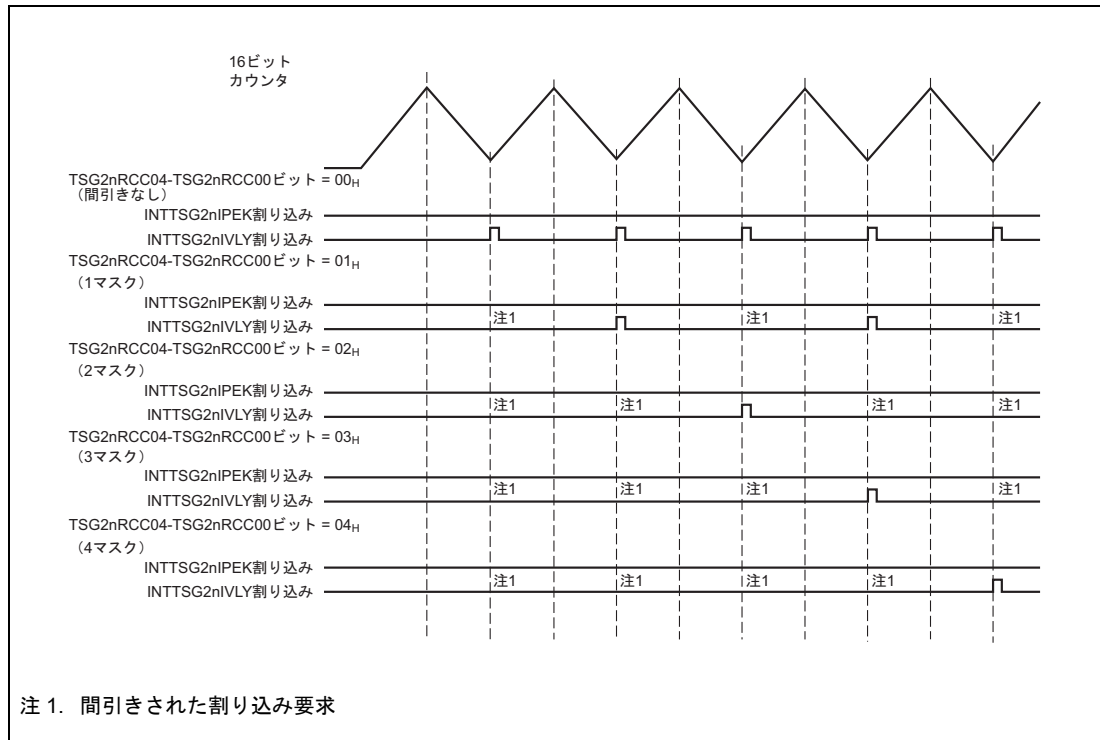 16ビット
カウンタ
TSG2nRCC04-TSG2nRCC00ビット = 00H
（間引きなし）
INTTSG2nIPEK割り込み
INTTSG2nIVLY割り込み
TSG2nRCC04-TSG2nRCC00ビット = 01H
（1マスク）
INTTSG2nIPEK割り込み
INTTSG2nIVLY割り込み 注1 注1 注1
TSG2nRCC04-TSG2nRCC00ビット = 02H
（2マスク）
INTTSG2nIPEK割り込み
INTTSG2nIVLY割り込み 注1 注1 注1 注1
TSG2nRCC04-TSG2nRCC00ビット = 03H
（3マスク）
INTTSG2nIPEK割り込み
INTTSG2nIVLY割り込み 注1 注1 注1 注1
TSG2nRCC04-TSG2nRCC00ビット = 04H
（4マスク）
INTTSG2nIPEK割り込み
INTTSG2nIVLY割り込み 注1 注1 注1 注1
注 1. 間引きされた割り込み要求